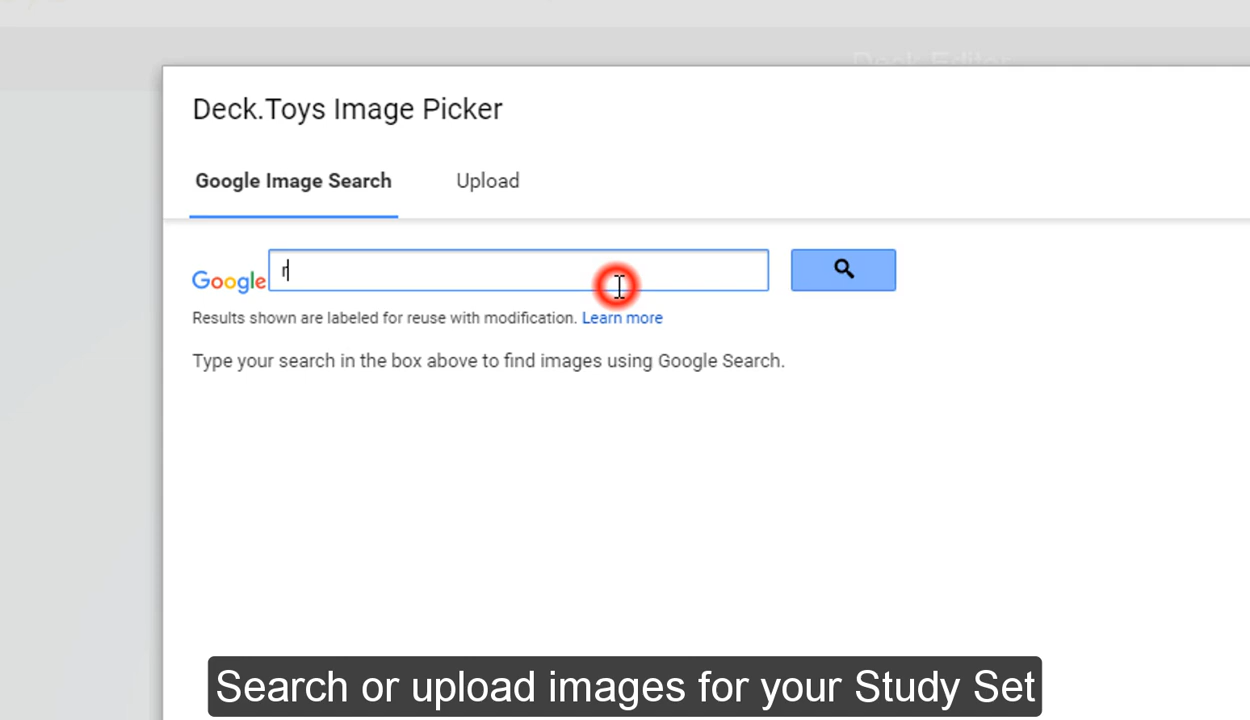 Deck Editor
Deck.Toys Image Picker
Google Image Search Upload
Google r
Results shown are labeled for reuse with modification. Learn more
Type your search in the box above to find images using Google Search.
Search or upload images for your Study Set